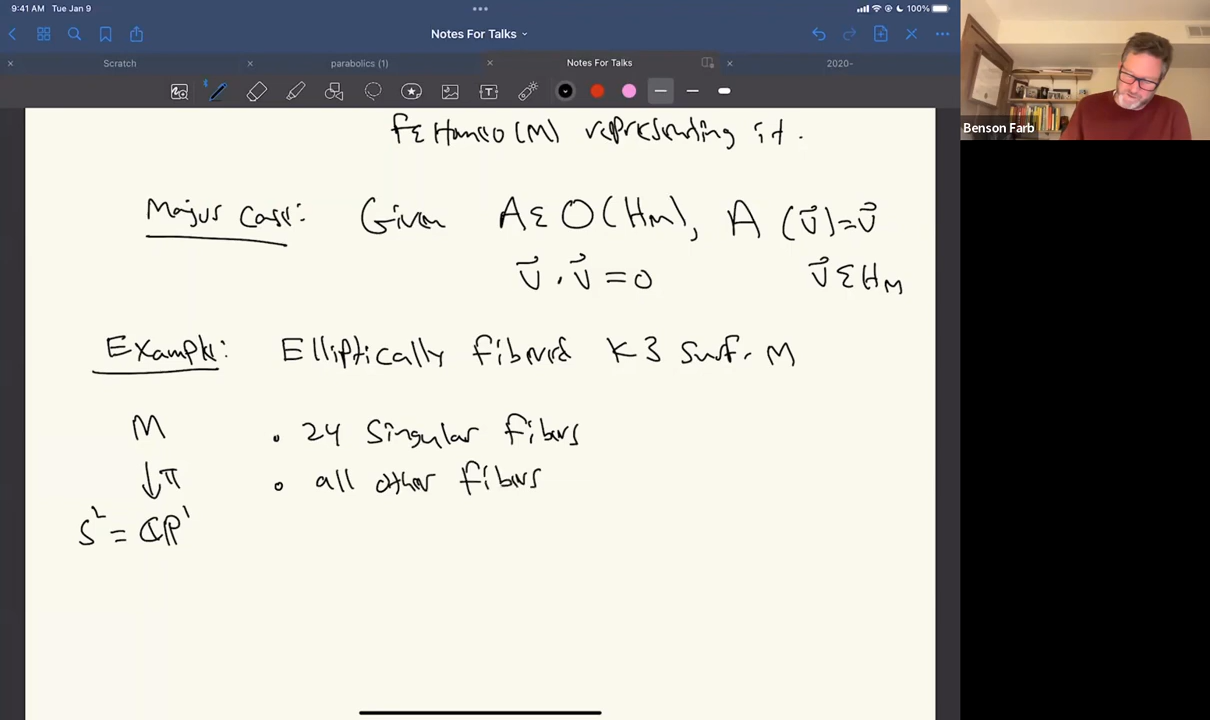 9:41 AM Tue Jan 9
100%
Notes For Talks
Scratch
parabolics (1)
Notes For Talks
2020-
Benson Farb
f ∈ Homeo(M) representing it.
Major Case: Given A ∈ O(H_M), A(v⃗)=v⃗
v⃗ · v⃗ = 0 v⃗ ∈ H_M
Example: Elliptically fibered K3 surf. M
M • 24 Singular fibers
↓π • all other fibers
S² = ℂP¹